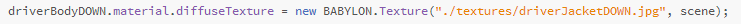 driverBodyDOWN.material.diffuseTexture = new BABYLON.Texture("./textures/driverJacketDOWN.jpg", scene);